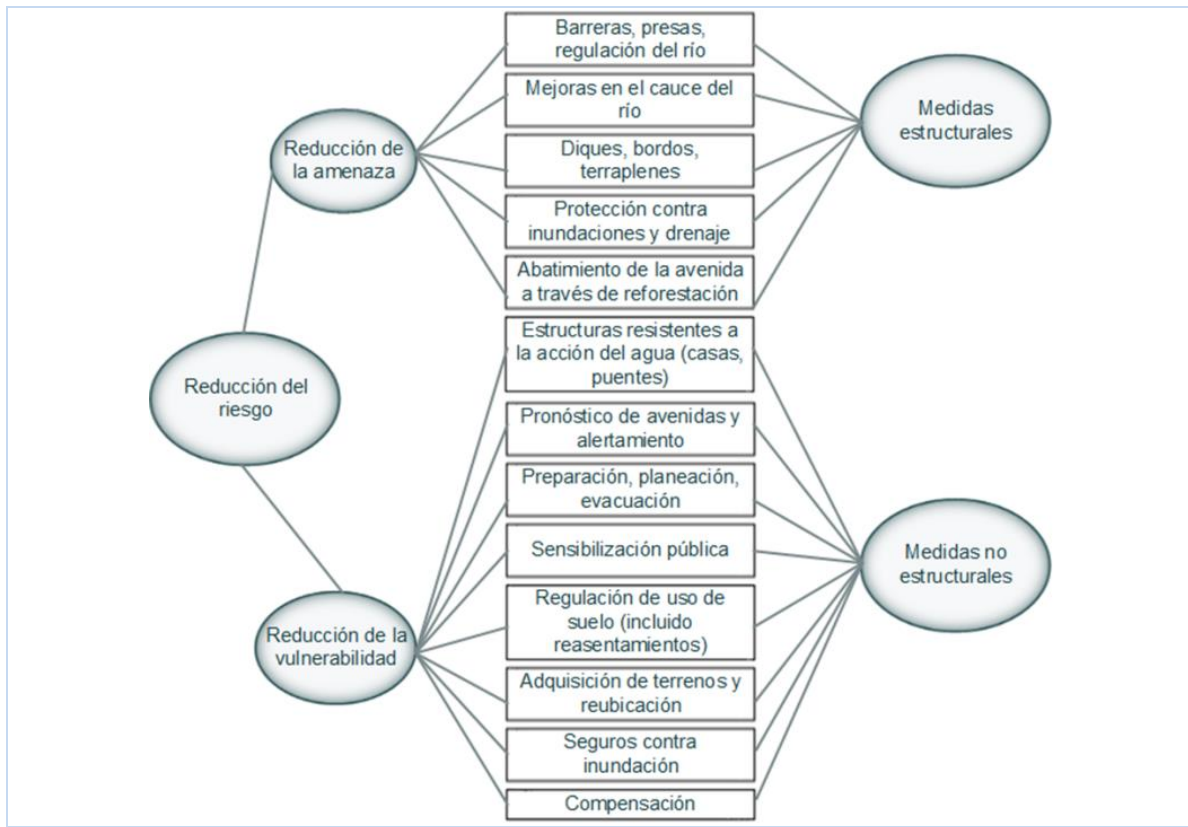 Reducción del
riesgo
Reducción de
la amenaza
Reducción de la
vulnerabilidad
Barreras, presas,
regulación del río
Mejoras en el cauce del
río
Diques, bordos,
terraplenes
Protección contra
inundaciones y drenaje
Abatimiento de la avenida
a través de reforestación
Estructuras resistentes a
la acción del agua (casas,
puentes)
Pronóstico de avenidas y
alertamiento
Preparación, planeación,
evacuación
Sensibilización pública
Regulación de uso de
suelo (incluido
reasentamientos)
Adquisición de terrenos y
reubicación
Seguros contra
inundación
Compensación
Medidas
estructurales
Medidas no
estructurales